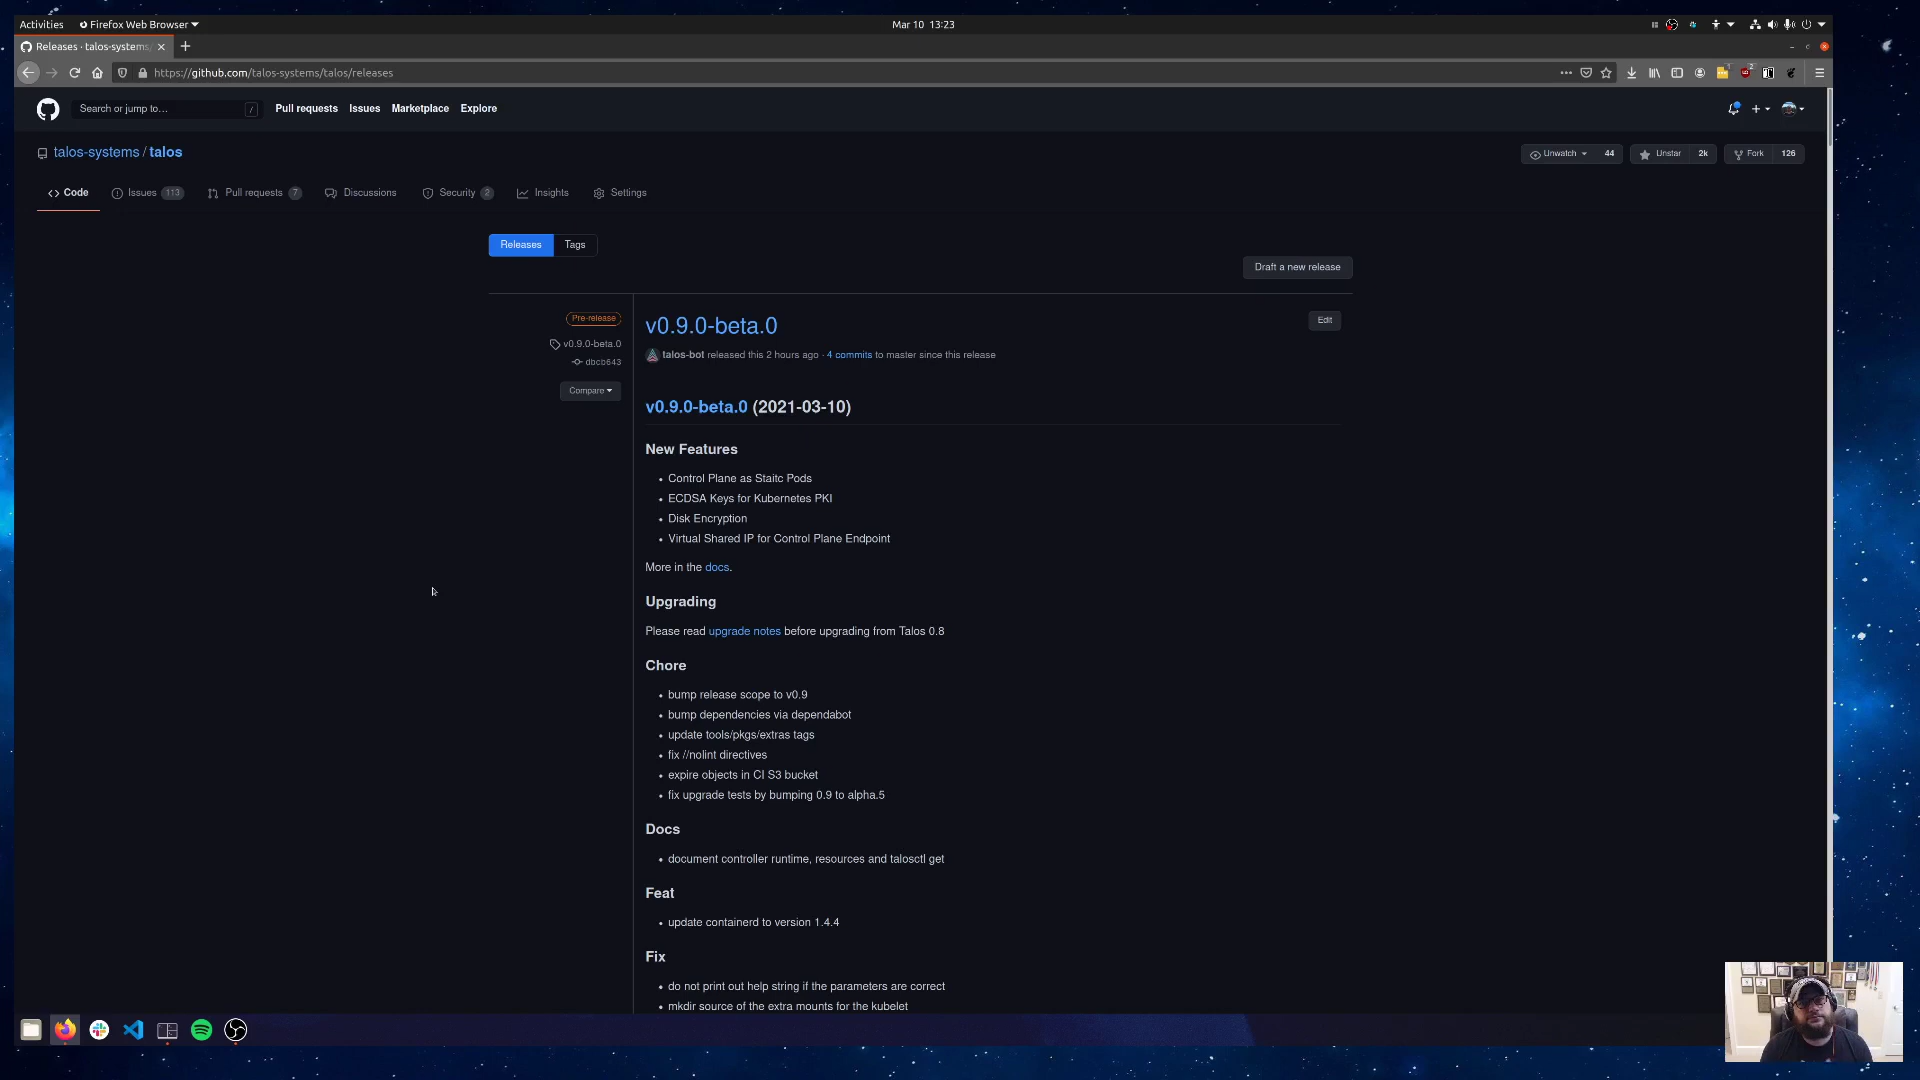 Activities
Firefox Web Browser
Mar 10 13:23
Releases · talos-systems/
https://github.com/talos-systems/talos/releases
Search or jump to…
/
Pull requests
Issues
Marketplace
Explore
talos-systems / talos
Unwatch
44
Unstar
2k
Fork
126
Code
Issues 113
Pull requests 7
Discussions
Security 2
Insights
Settings
Releases
Tags
Draft a new release
Pre-release
v0.9.0-beta.0
dbcb643
Compare
v0.9.0-beta.0
Edit
talos-bot released this 2 hours ago · 4 commits to master since this release
v0.9.0-beta.0 (2021-03-10)
New Features
Control Plane as Staitc Pods
ECDSA Keys for Kubernetes PKI
Disk Encryption
Virtual Shared IP for Control Plane Endpoint
More in the docs.
Upgrading
Please read upgrade notes before upgrading from Talos 0.8
Chore
bump release scope to v0.9
bump dependencies via dependabot
update tools/pkgs/extras tags
fix //nolint directives
expire objects in CI S3 bucket
fix upgrade tests by bumping 0.9 to alpha.5
Docs
document controller runtime, resources and talosctl get
Feat
update containerd to version 1.4.4
Fix
do not print out help string if the parameters are correct
mkdir source of the extra mounts for the kubelet